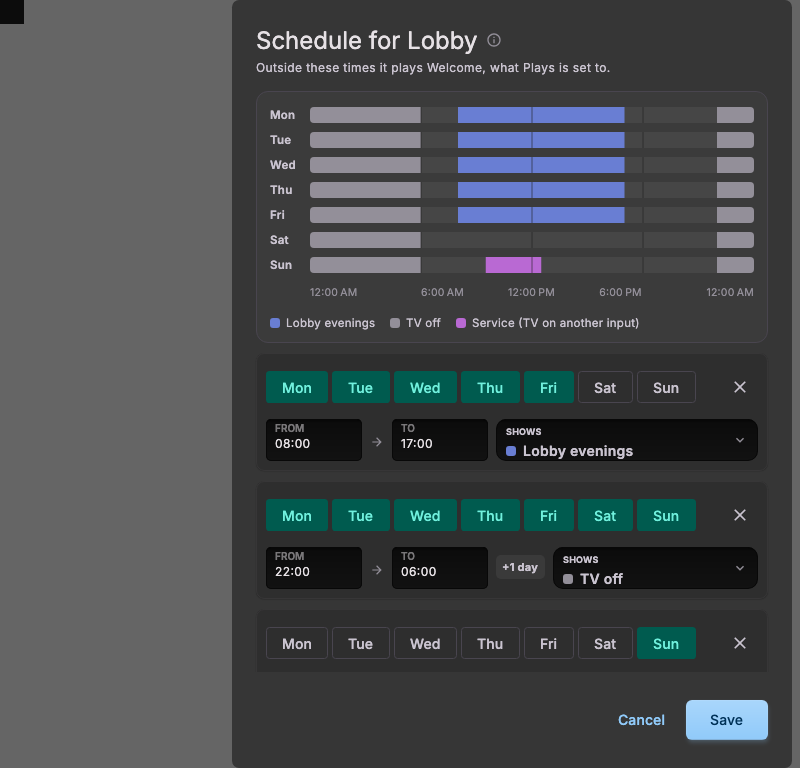 Schedule for Lobby
Outside these times it plays Welcome, what Plays is set to.
Mon
Tue
Wed
Thu
Fri
Sat
Sun
12:00 AM 6:00 AM 12:00 PM 6:00 PM 12:00 AM
Lobby evenings TV off Service (TV on another input)
Mon Tue Wed Thu Fri Sat Sun
FROM TO SHOWS
08:00 → 17:00 Lobby evenings
Mon Tue Wed Thu Fri Sat Sun
FROM TO SHOWS
22:00 → 06:00 +1 day TV off
Mon Tue Wed Thu Fri Sat Sun
Cancel Save